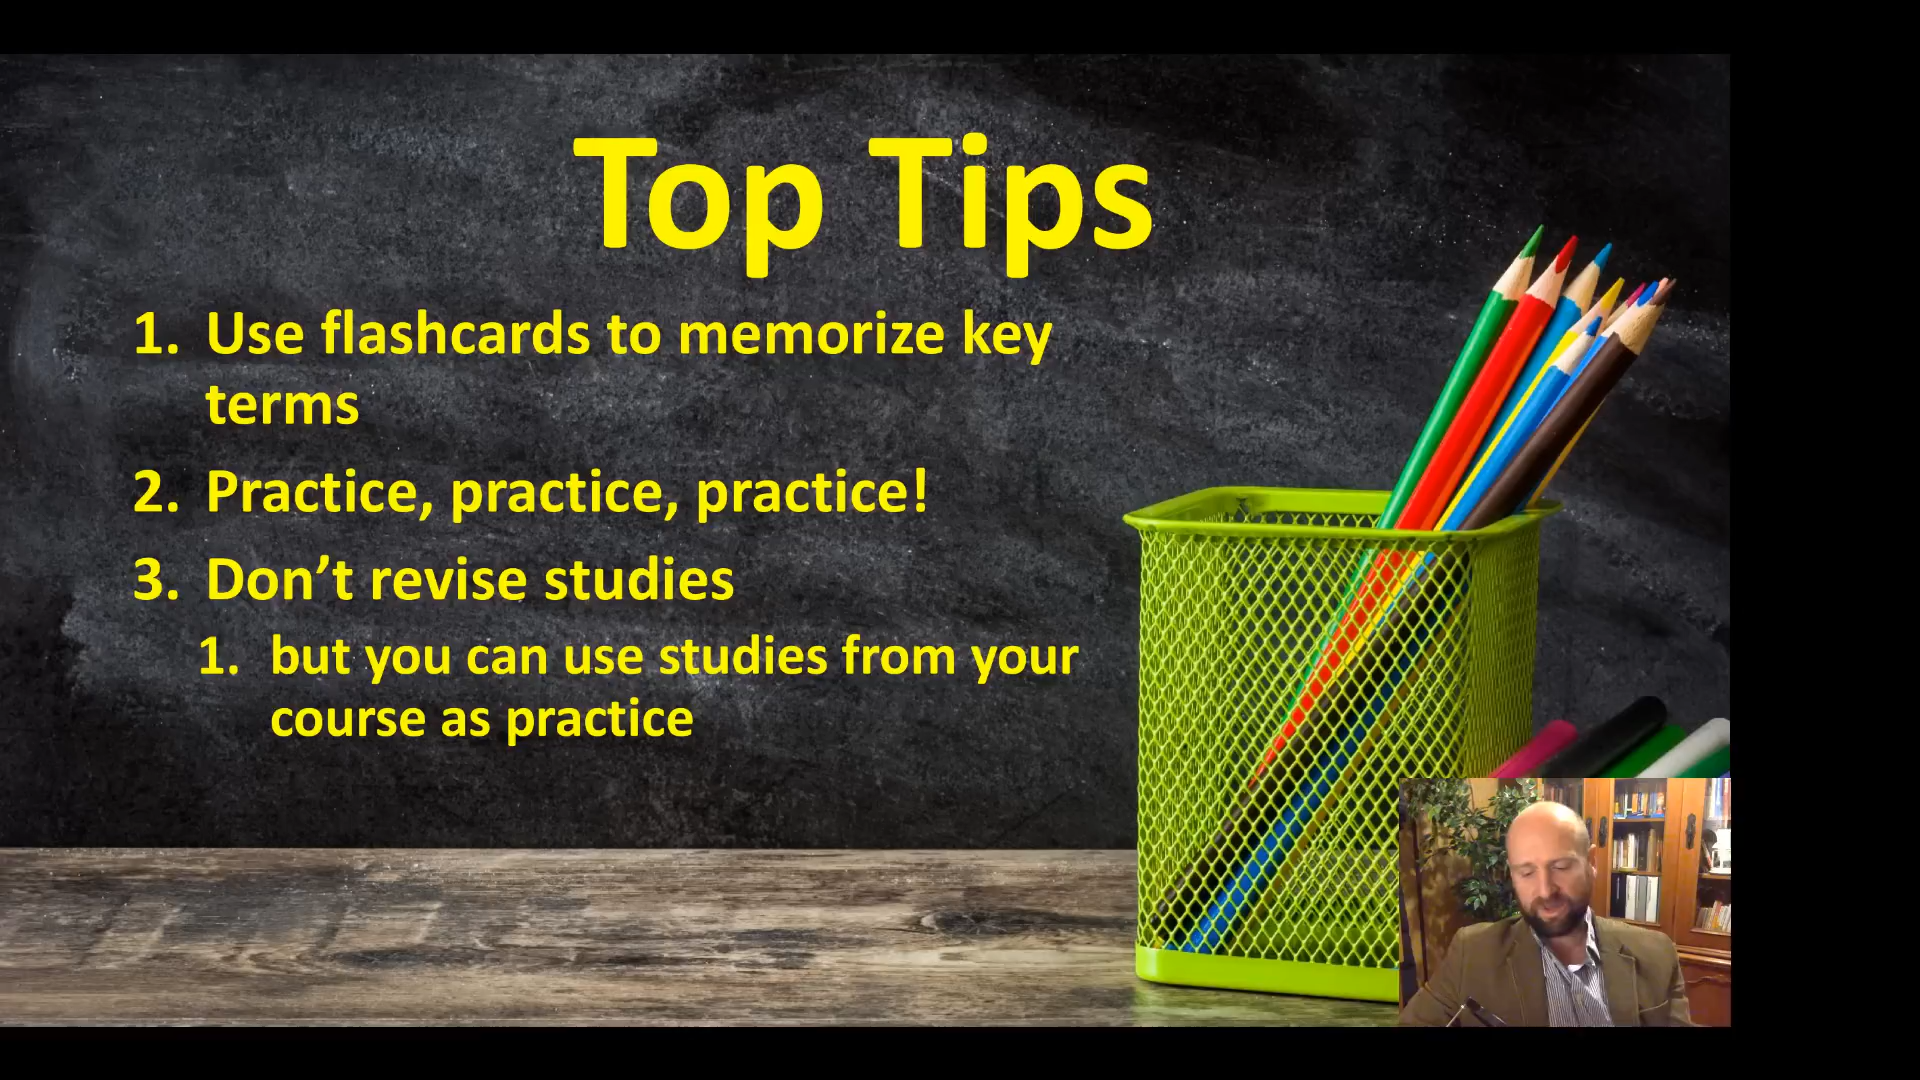 Top Tips
1. Use flashcards to memorize key
terms
2. Practice, practice, practice!
3. Don’t revise studies
1. but you can use studies from your
course as practice